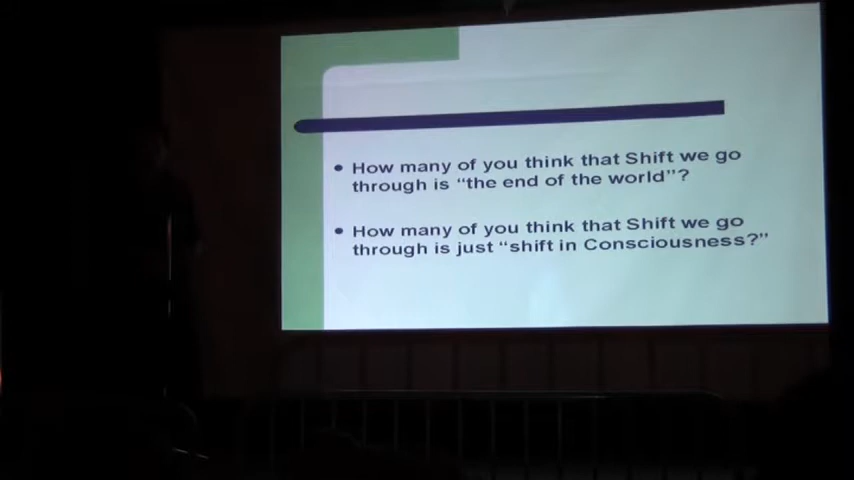 • How many of you think that Shift we go
through is “the end of the world”?
• How many of you think that Shift we go
through is just “shift in Consciousness?”